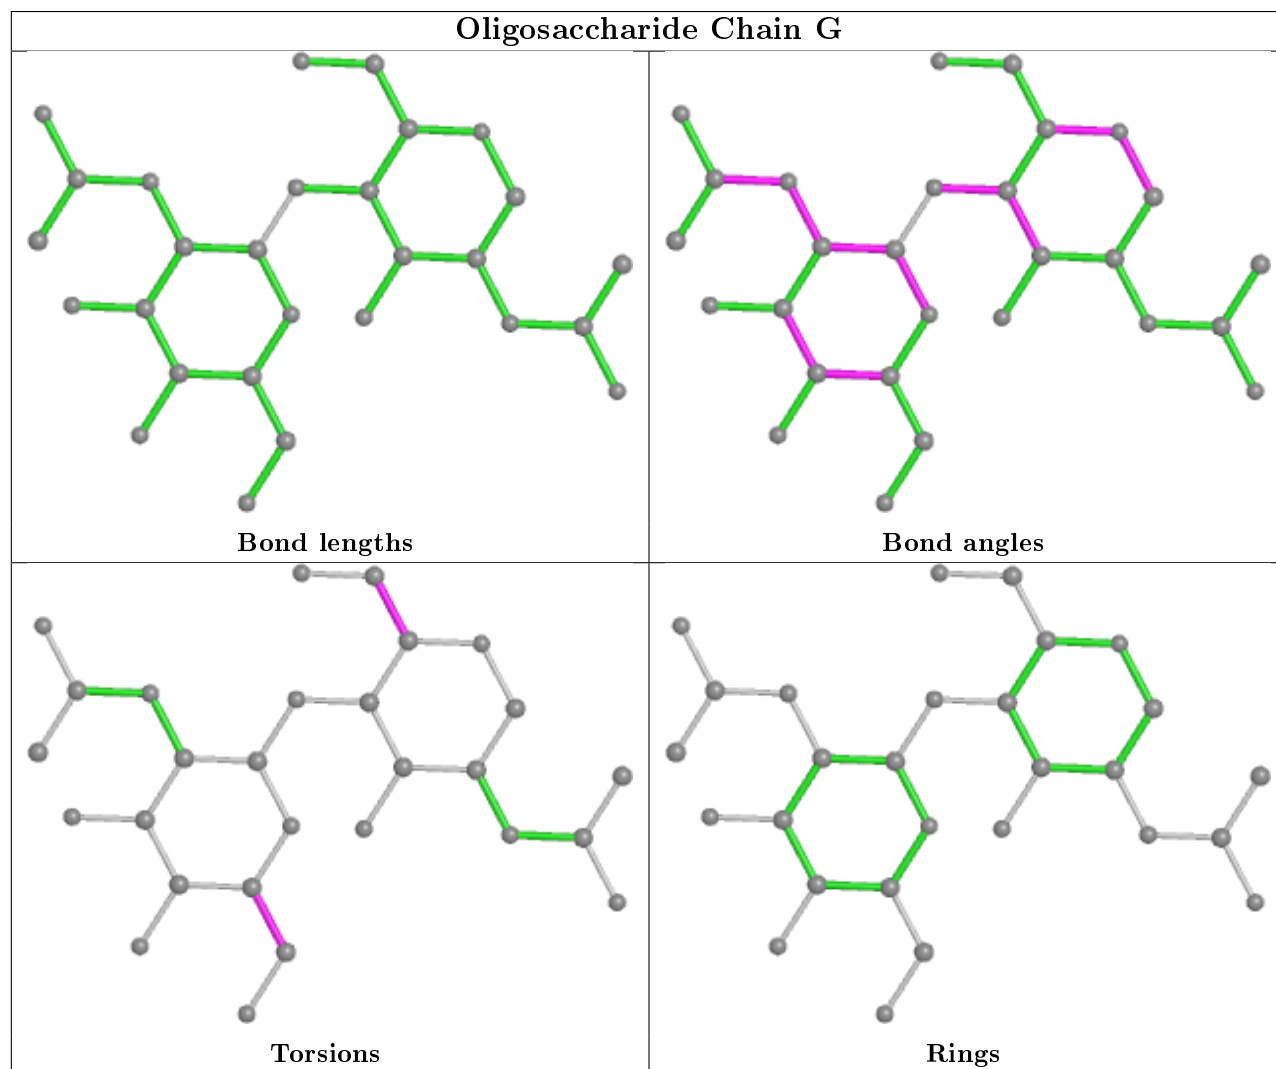 Oligosaccharide Chain G
Bond lengths
Bond angles
Torsions
Rings